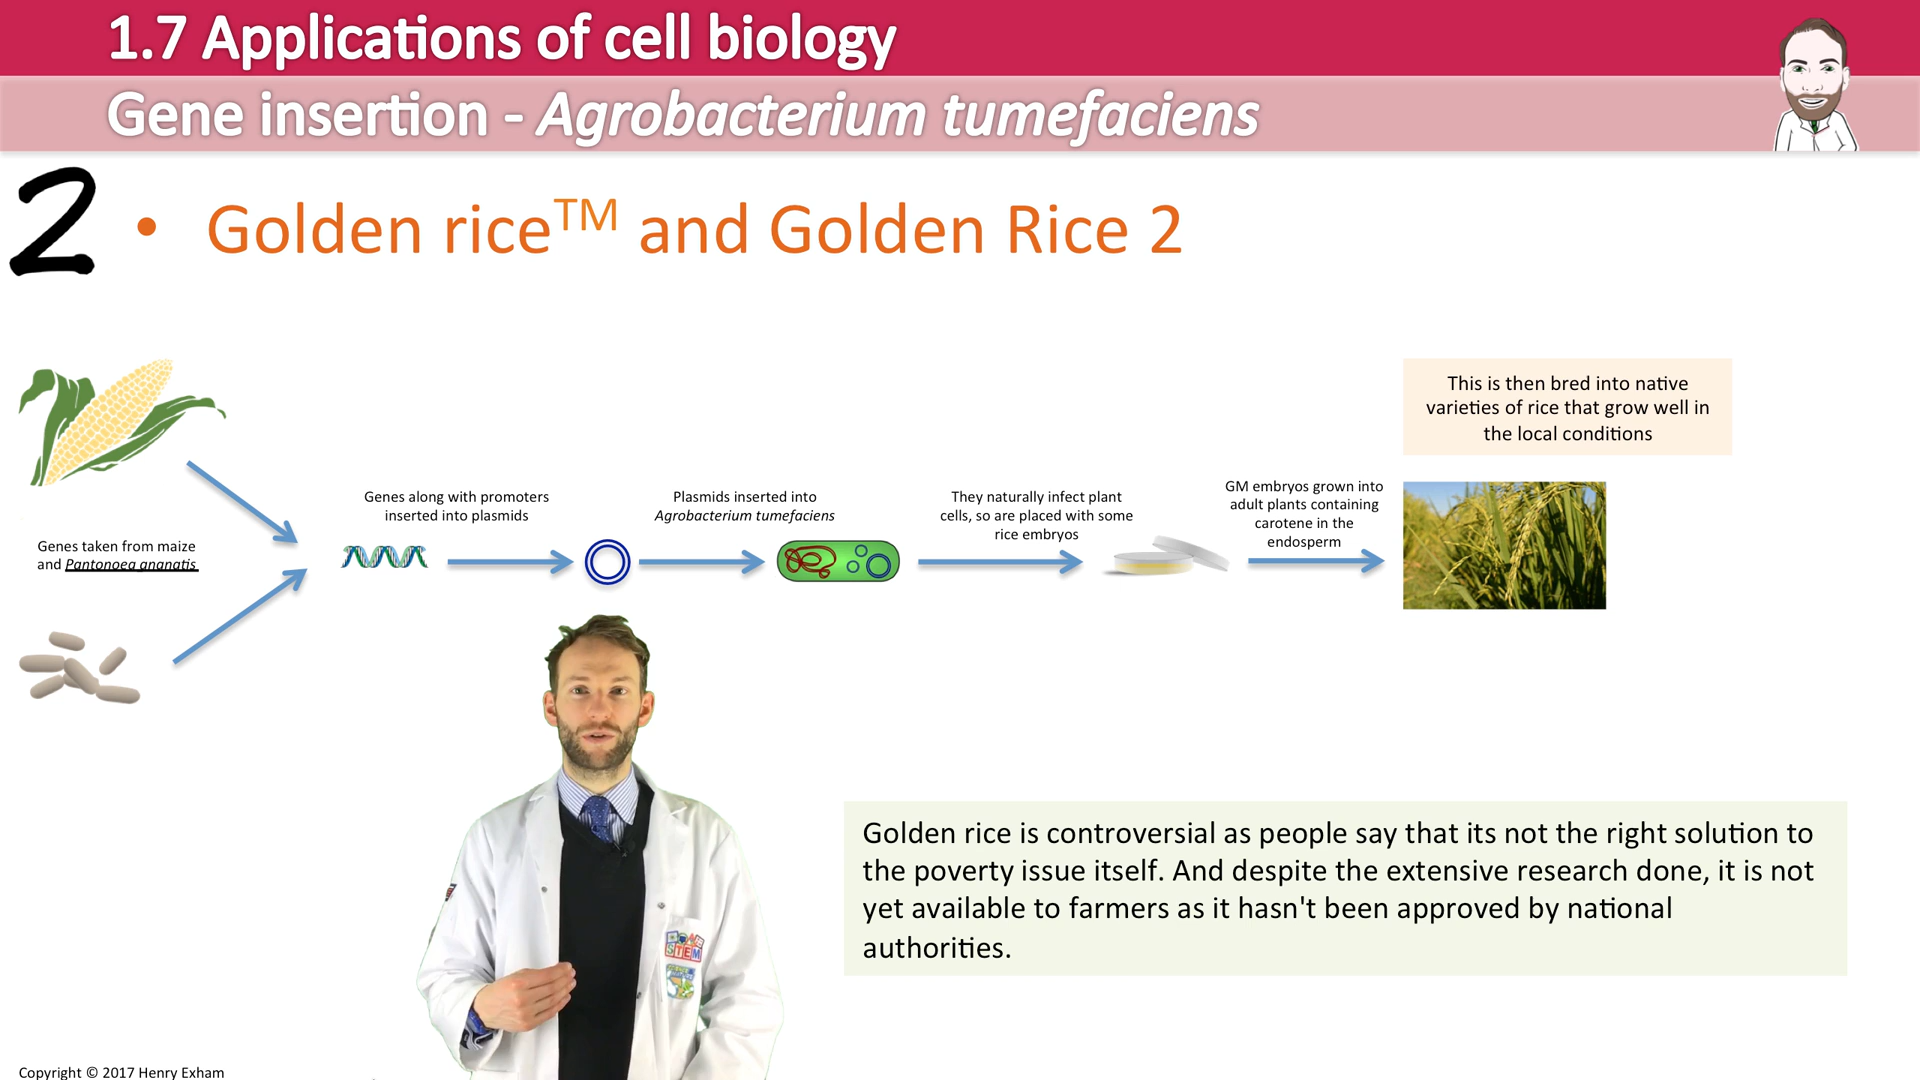 1.7 Applications of cell biology
Gene insertion - Agrobacterium tumefaciens
2
• Golden rice™ and Golden Rice 2
This is then bred into native
varieties of rice that grow well in
the local conditions
Genes taken from maize
and Pantonoea ananatis
Genes along with promoters
inserted into plasmids
Plasmids inserted into
Agrobacterium tumefaciens
They naturally infect plant
cells, so are placed with some
rice embryos
GM embryos grown into
adult plants containing
carotene in the
endosperm
STEM
Golden rice is controversial as people say that its not the right solution to
the poverty issue itself. And despite the extensive research done, it is not
yet available to farmers as it hasn't been approved by national
authorities.
Copyright © 2017 Henry Exham